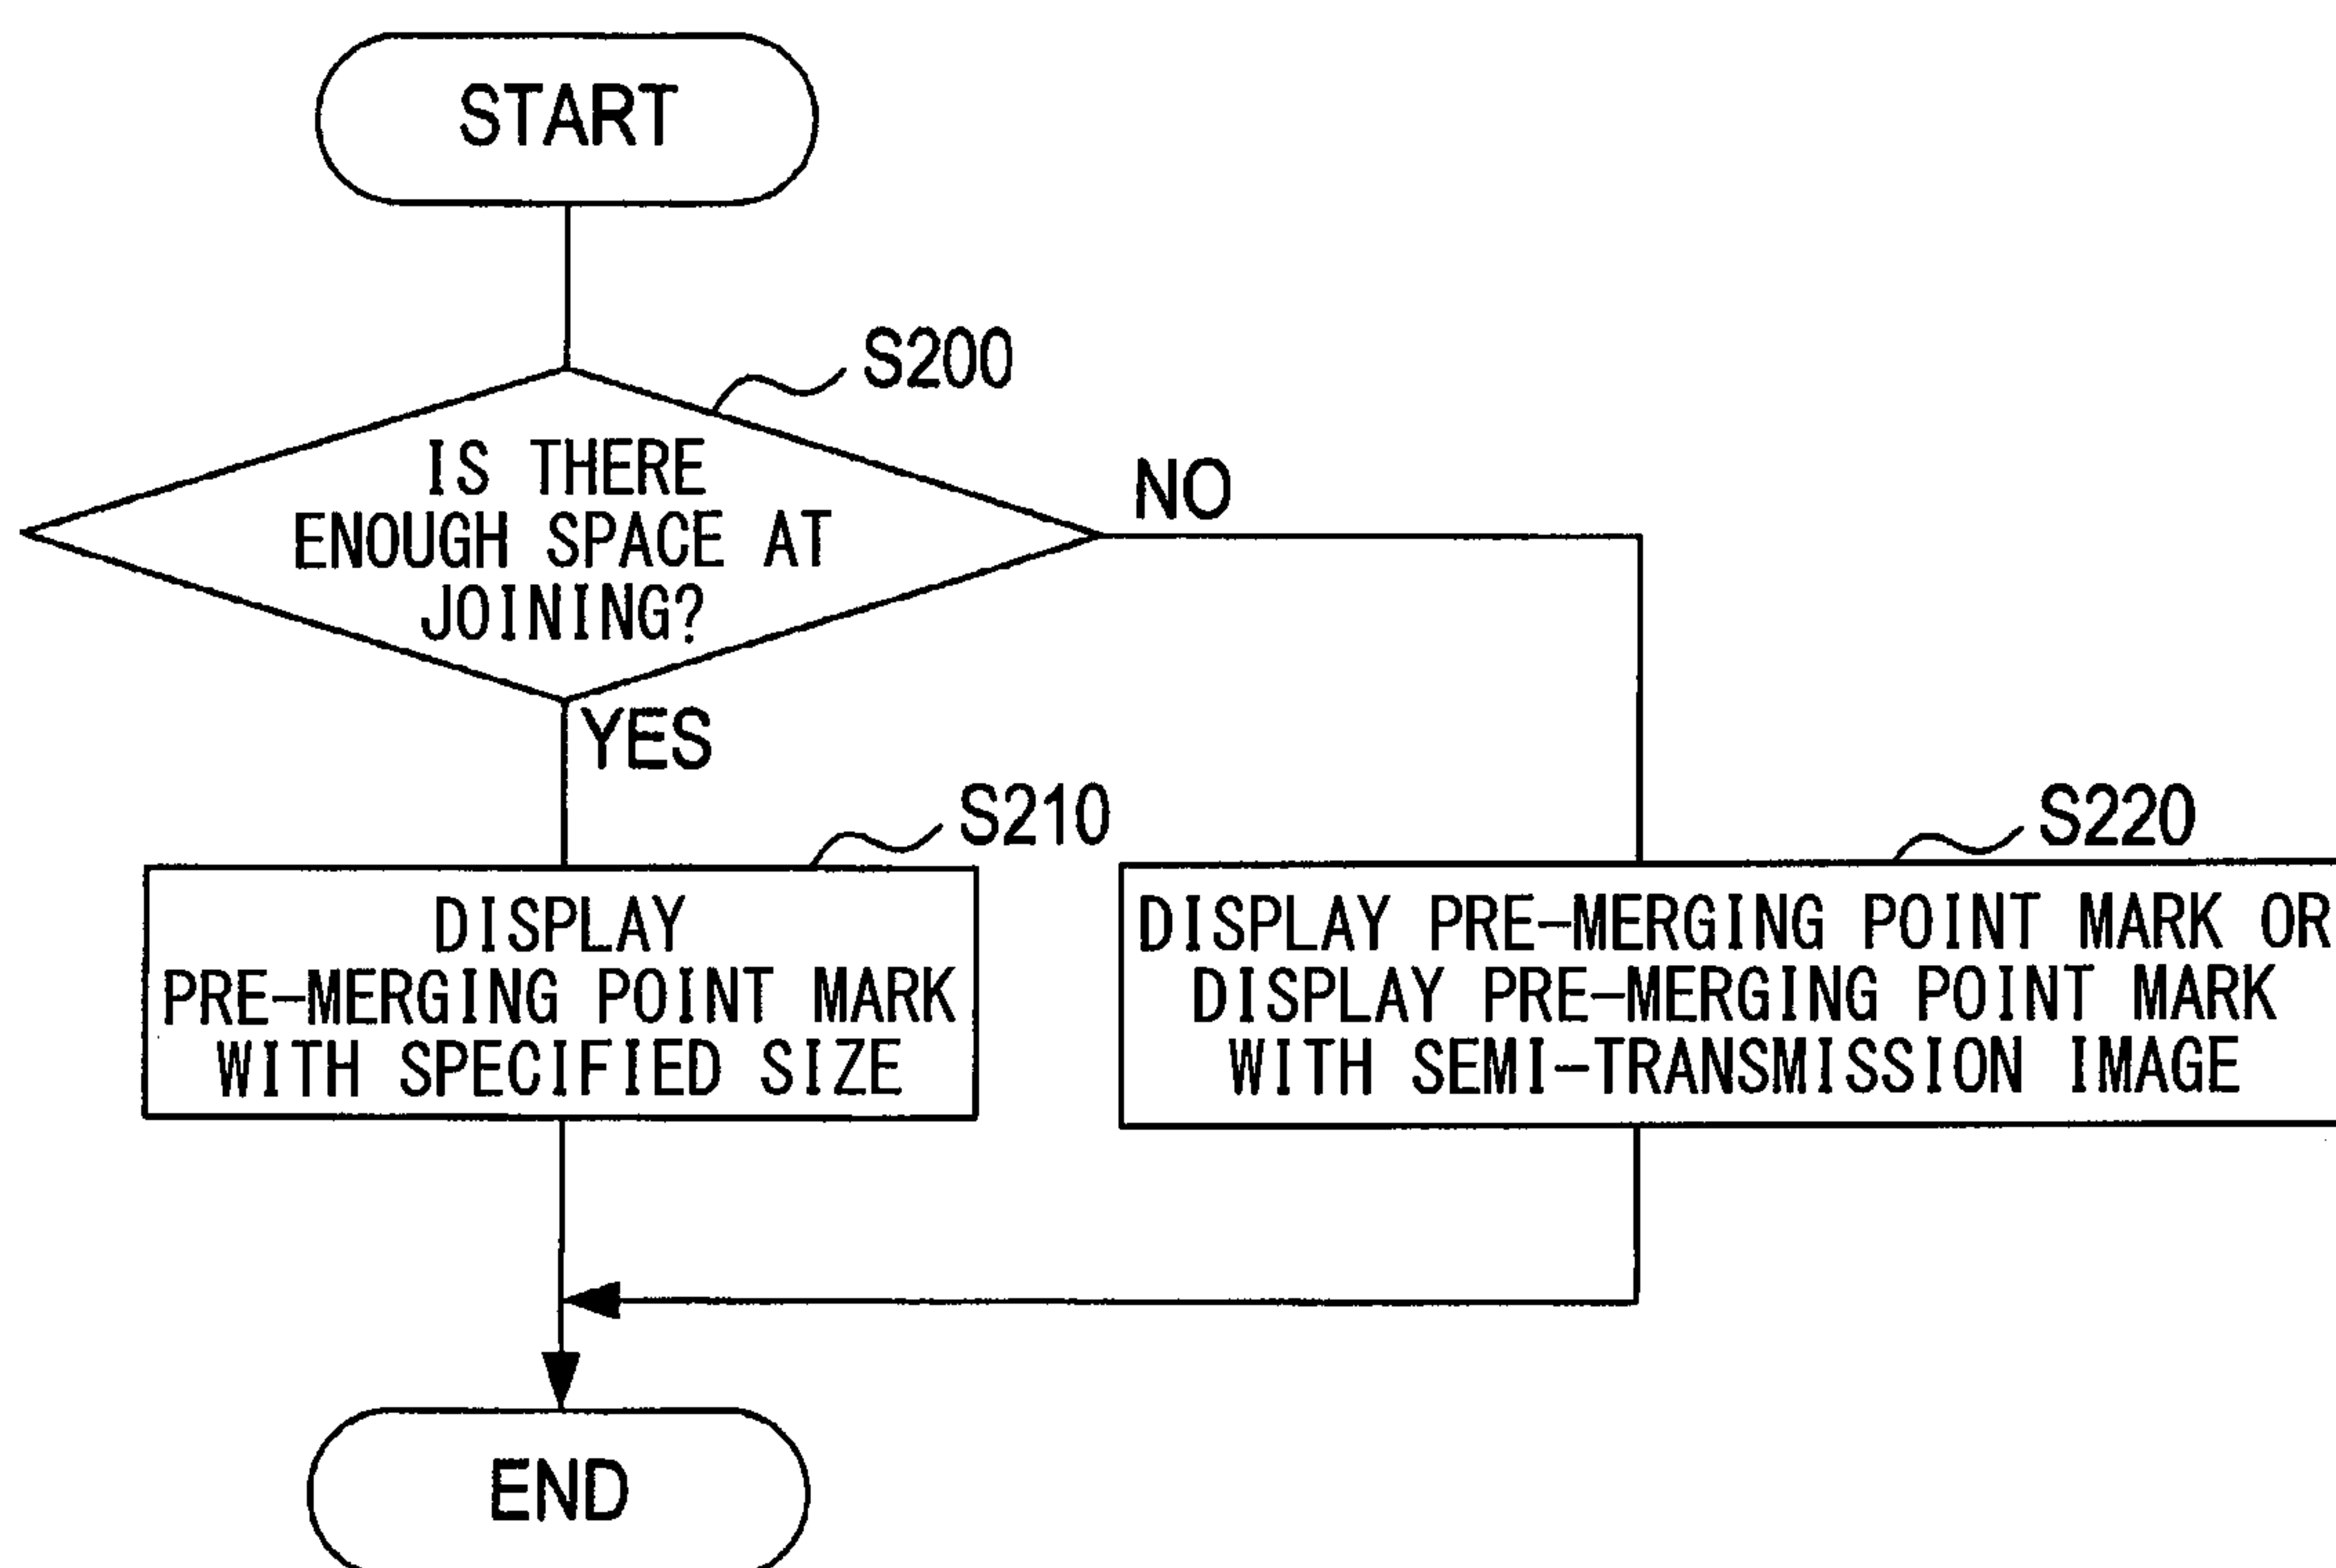 START
S200
IS THERE
ENOUGH SPACE AT
JOINING?
NO
YES
S210
DISPLAY
PRE-MERGING POINT MARK
WITH SPECIFIED SIZE
S220
DISPLAY PRE-MERGING POINT MARK OR
DISPLAY PRE-MERGING POINT MARK
WITH SEMI-TRANSMISSION IMAGE
END